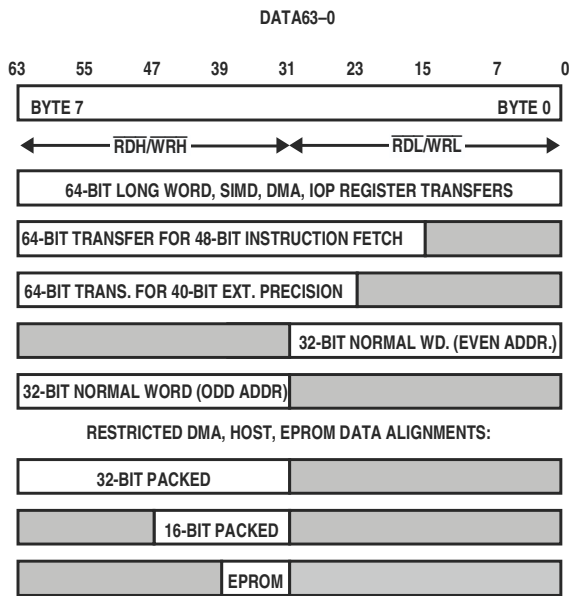 DATA63–0
63 55 47 39 31 23 15 7 0
BYTE 7 BYTE 0
RDH/WRH RDL/WRL
64-BIT LONG WORD, SIMD, DMA, IOP REGISTER TRANSFERS
64-BIT TRANSFER FOR 48-BIT INSTRUCTION FETCH
64-BIT TRANS. FOR 40-BIT EXT. PRECISION
32-BIT NORMAL WD. (EVEN ADDR.)
32-BIT NORMAL WORD (ODD ADDR)
RESTRICTED DMA, HOST, EPROM DATA ALIGNMENTS:
32-BIT PACKED
16-BIT PACKED
EPROM